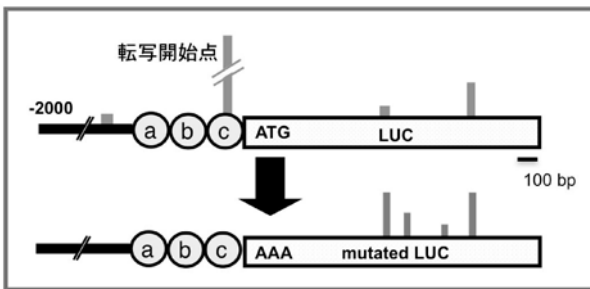 転写開始点
-2000
a b c ATG LUC
100 bp
a b c AAA mutated LUC